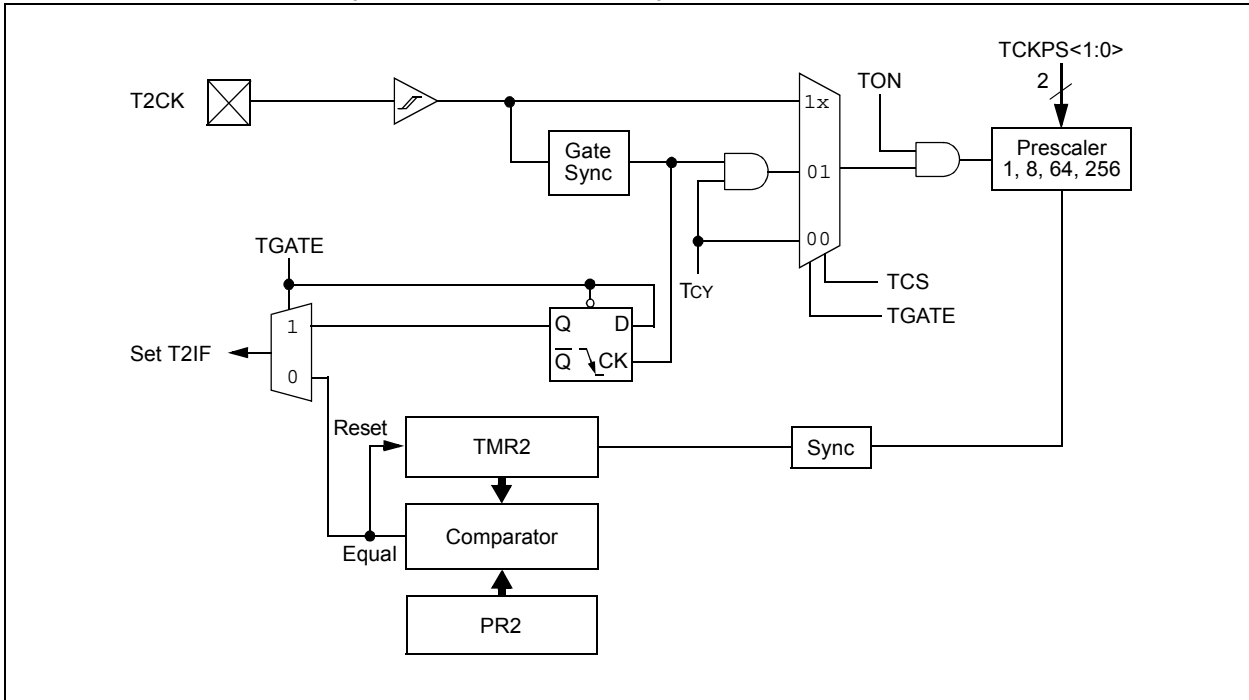 TCKPS<1:0>
2
TON
T2CK
1x
Prescaler
1, 8, 64, 256
Gate
Sync
01
TGATE
00
TCY
TCS
TGATE
1
Q
D
Set T2IF
Q
CK
0
Reset
TMR2
Sync
Equal
Comparator
PR2